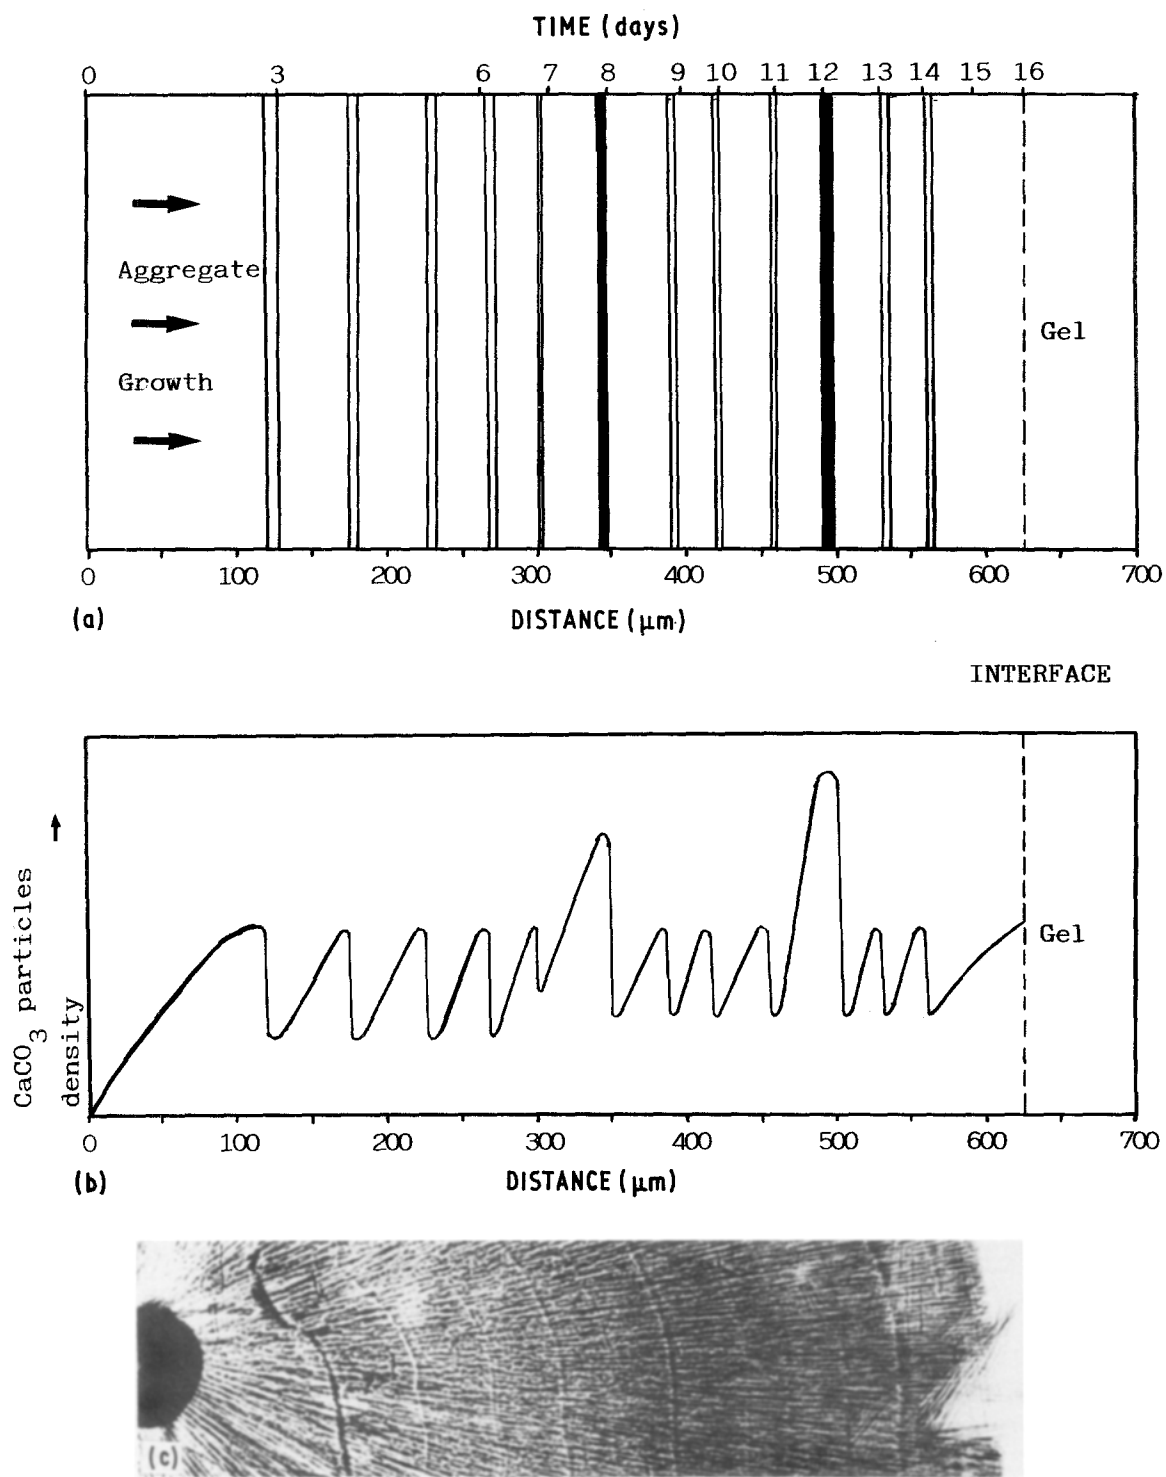 TIME (days)
0 3 6 7 8 9 10 11 12 13 14 15 16
Aggregate
Growth
Gel
0 100 200 300 400 500 600 700
(a) DISTANCE (μm)
INTERFACE
CaCO3 particles
density
Gel
0 100 200 300 400 500 600 700
(b) DISTANCE (μm)
(c)